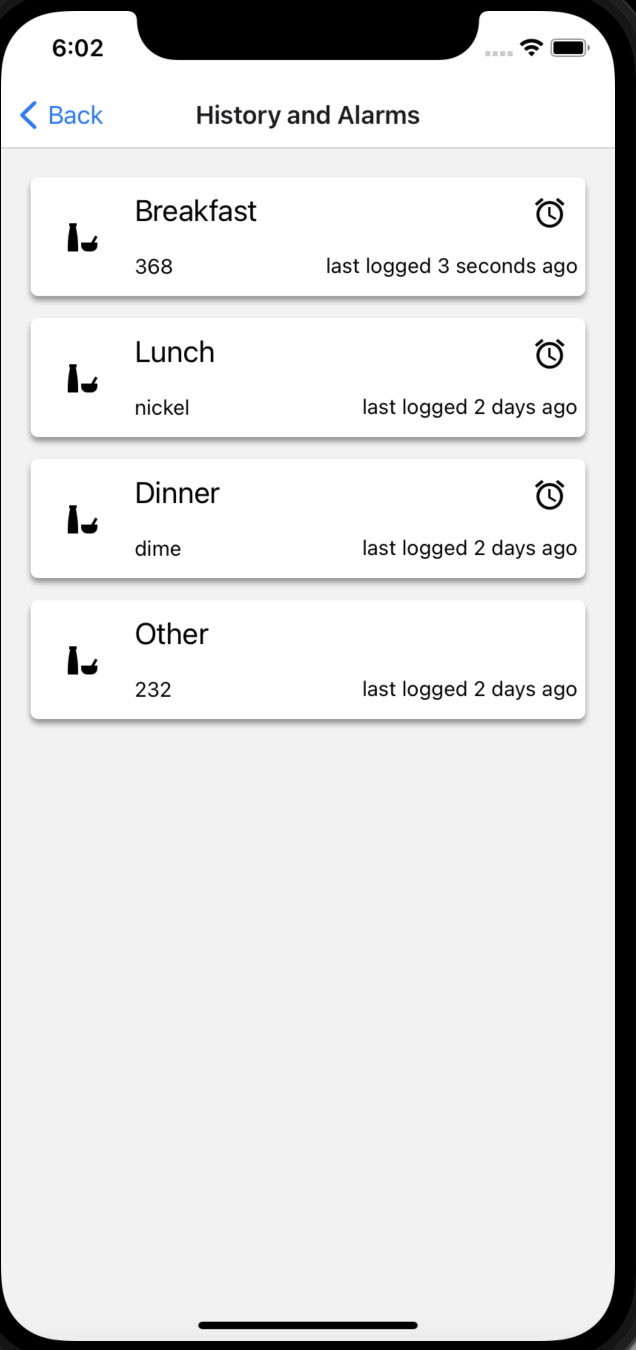 6:02
Back
History and Alarms
Breakfast
368
last logged 3 seconds ago
Lunch
nickel
last logged 2 days ago
Dinner
dime
last logged 2 days ago
Other
232
last logged 2 days ago